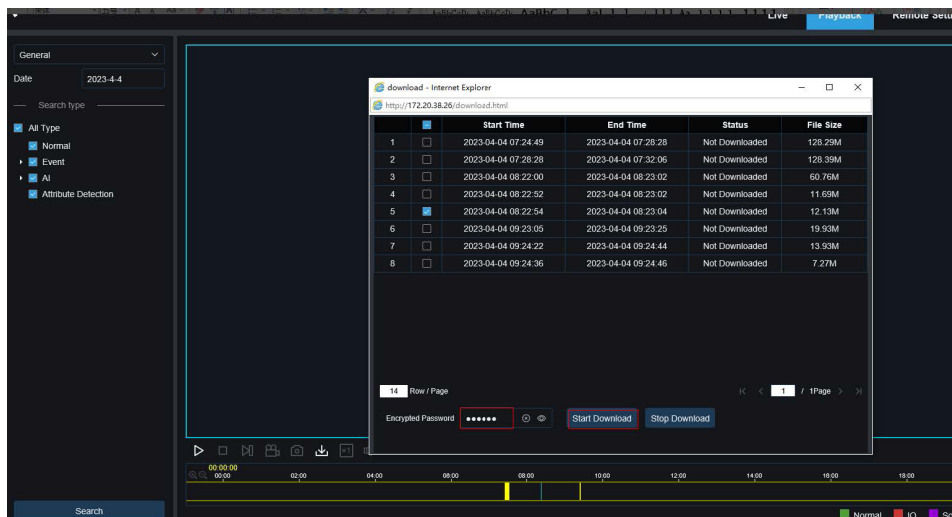 Live Playback Remote Setu
General
Date 2023-4-4
Search type
All Type
Normal
Event
AI
Attribute Detection
Search
download - Internet Explorer
http://172.20.38.26/download.html
Start Time End Time Status File Size
1 2023-04-04 07:24:49 2023-04-04 07:28:28 Not Downloaded 128.29M
2 2023-04-04 07:28:28 2023-04-04 07:32:06 Not Downloaded 128.39M
3 2023-04-04 08:22:00 2023-04-04 08:23:02 Not Downloaded 60.76M
4 2023-04-04 08:22:52 2023-04-04 08:23:02 Not Downloaded 11.69M
5 2023-04-04 08:22:54 2023-04-04 08:23:04 Not Downloaded 12.13M
6 2023-04-04 09:23:05 2023-04-04 09:23:25 Not Downloaded 19.93M
7 2023-04-04 09:24:22 2023-04-04 09:24:44 Not Downloaded 13.93M
8 2023-04-04 09:24:36 2023-04-04 09:24:46 Not Downloaded 7.27M
14 Row / Page 1 / 1Page
Encrypted Password •••••• Start Download Stop Download
×1
00:00:00
00:00 02:00 04:00 06:00 08:00 10:00 12:00 14:00 16:00 18:00
Normal IO